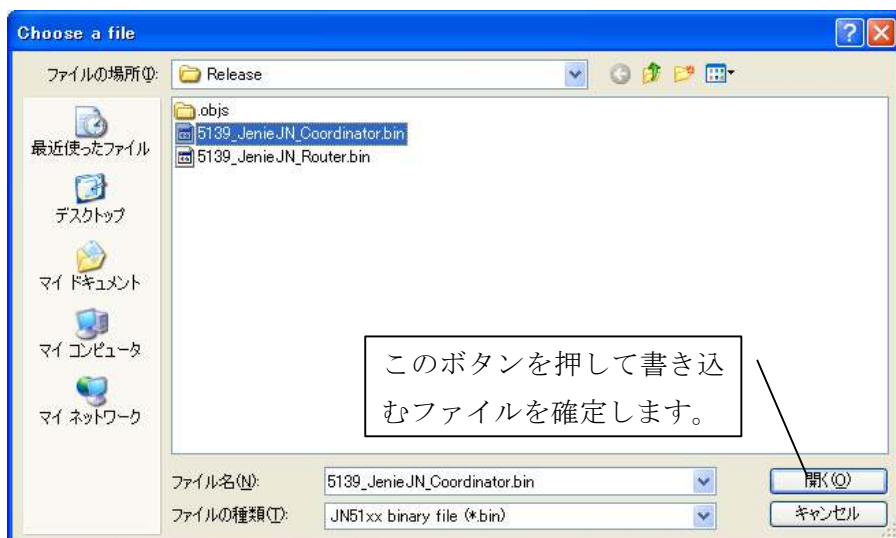 Choose a file
ファイルの場所(I):
Release
.objs
5139_JenieJN_Coordinator.bin
5139_JenieJN_Router.bin
最近使ったファイル
デスクトップ
マイ ドキュメント
マイ コンピュータ
マイ ネットワーク
このボタンを押して書き込
むファイルを確定します。
ファイル名(N):
5139_JenieJN_Coordinator.bin
開く(O)
ファイルの種類(T):
JN51xx binary file (*.bin)
キャンセル